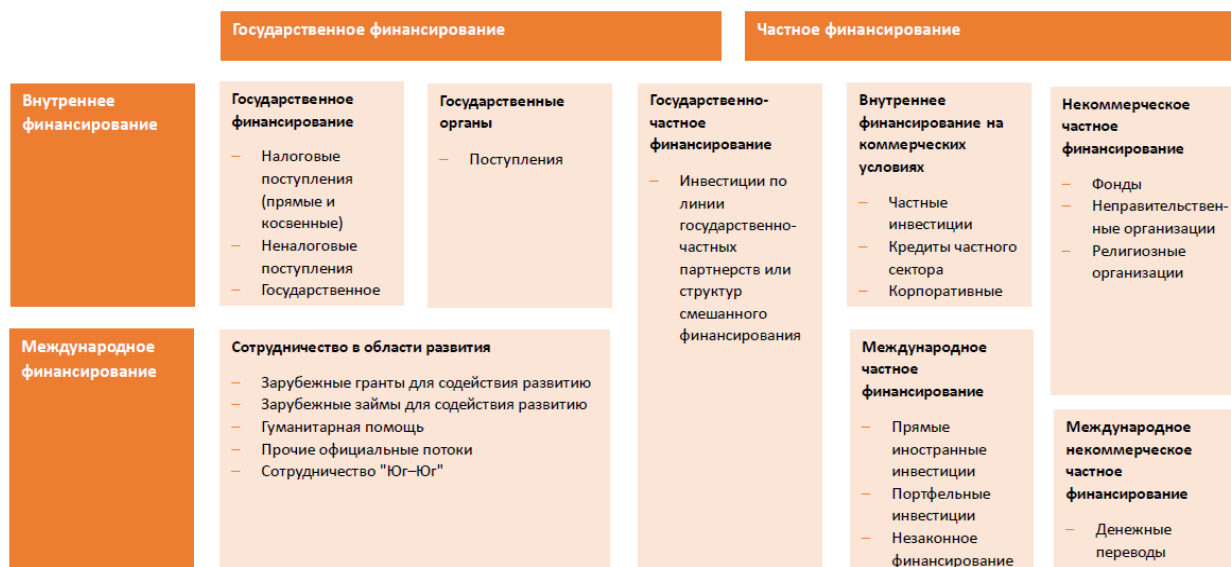 Государственное финансирование
Частное финансирование
Внутреннее
финансирование
Государственное
финансирование
– Налоговые
поступления
(прямые и
косвенные)
– Неналоговые
поступления
– Государственное
Государственные
органы
– Поступления
Государственно-
частное
финансирование
– Инвестиции по
линии
государственно-
частных
партнерств или
структур
смешанного
финансирования
Внутреннее
финансирование на
коммерческих
условиях
– Частные
инвестиции
– Кредиты частного
сектора
– Корпоративные
Некоммерческое
частное
финансирование
– Фонды
– Неправительствен-
ные организации
– Религиозные
организации
Международное
финансирование
Сотрудничество в области развития
– Зарубежные гранты для содействия развитию
– Зарубежные займы для содействия развитию
– Гуманитарная помощь
– Прочие официальные потоки
– Сотрудничество "Юг–Юг"
Международное
частное
финансирование
– Прямые
иностранные
инвестиции
– Портфельные
инвестиции
– Незаконное
финансирование
Международное
некоммерческое
частное
финансирование
– Денежные
переводы